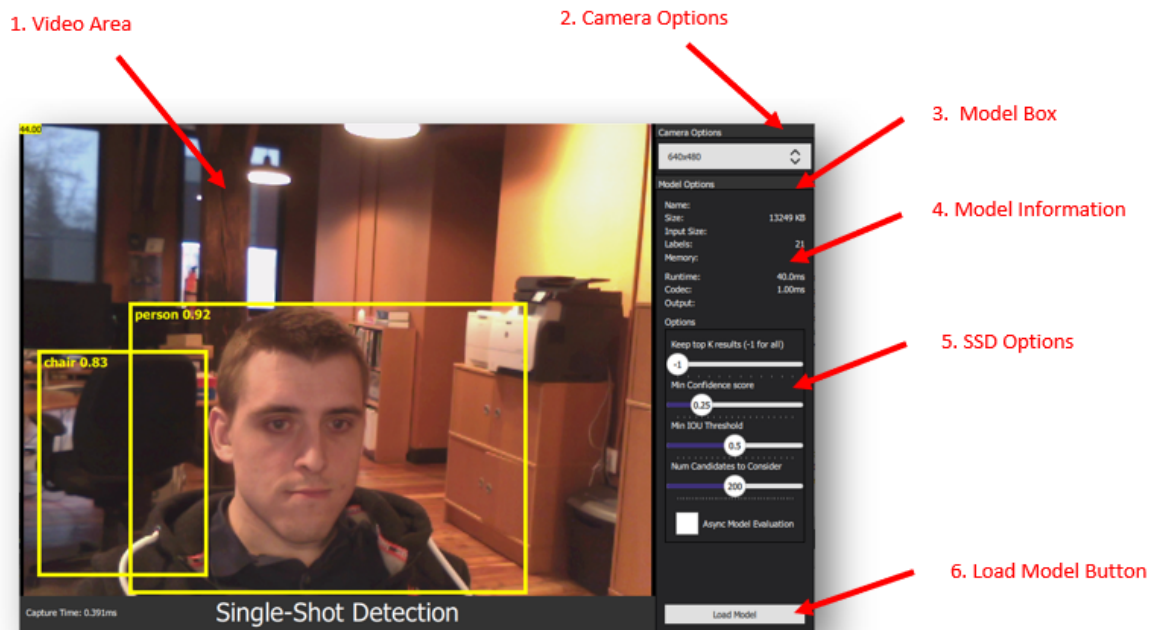 1. Video Area
2. Camera Options
3. Model Box
4. Model Information
5. SSD Options
6. Load Model Button
44.00
person 0.92
chair 0.83
Capture Time: 0.391ms
Single-Shot Detection
Camera Options
640x480
Model Options
Name:
Size: 13249 KB
Input Size:
Labels: 21
Memory:
Runtime: 40.0ms
Codec: 1.00ms
Output:
Options
Keep top K results (-1 for all)
-1
Min Confidence score
0.25
Min IOU Threshold
0.5
Num Candidates to Consider
200
Async Model Evaluation
Load Model